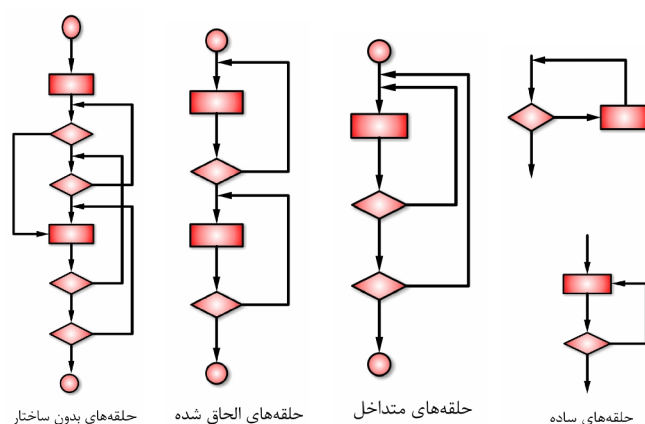 حلقه‌های ساده
حلقه‌های متداخل
حلقه‌های الحاق شده
حلقه‌های بدون ساختار